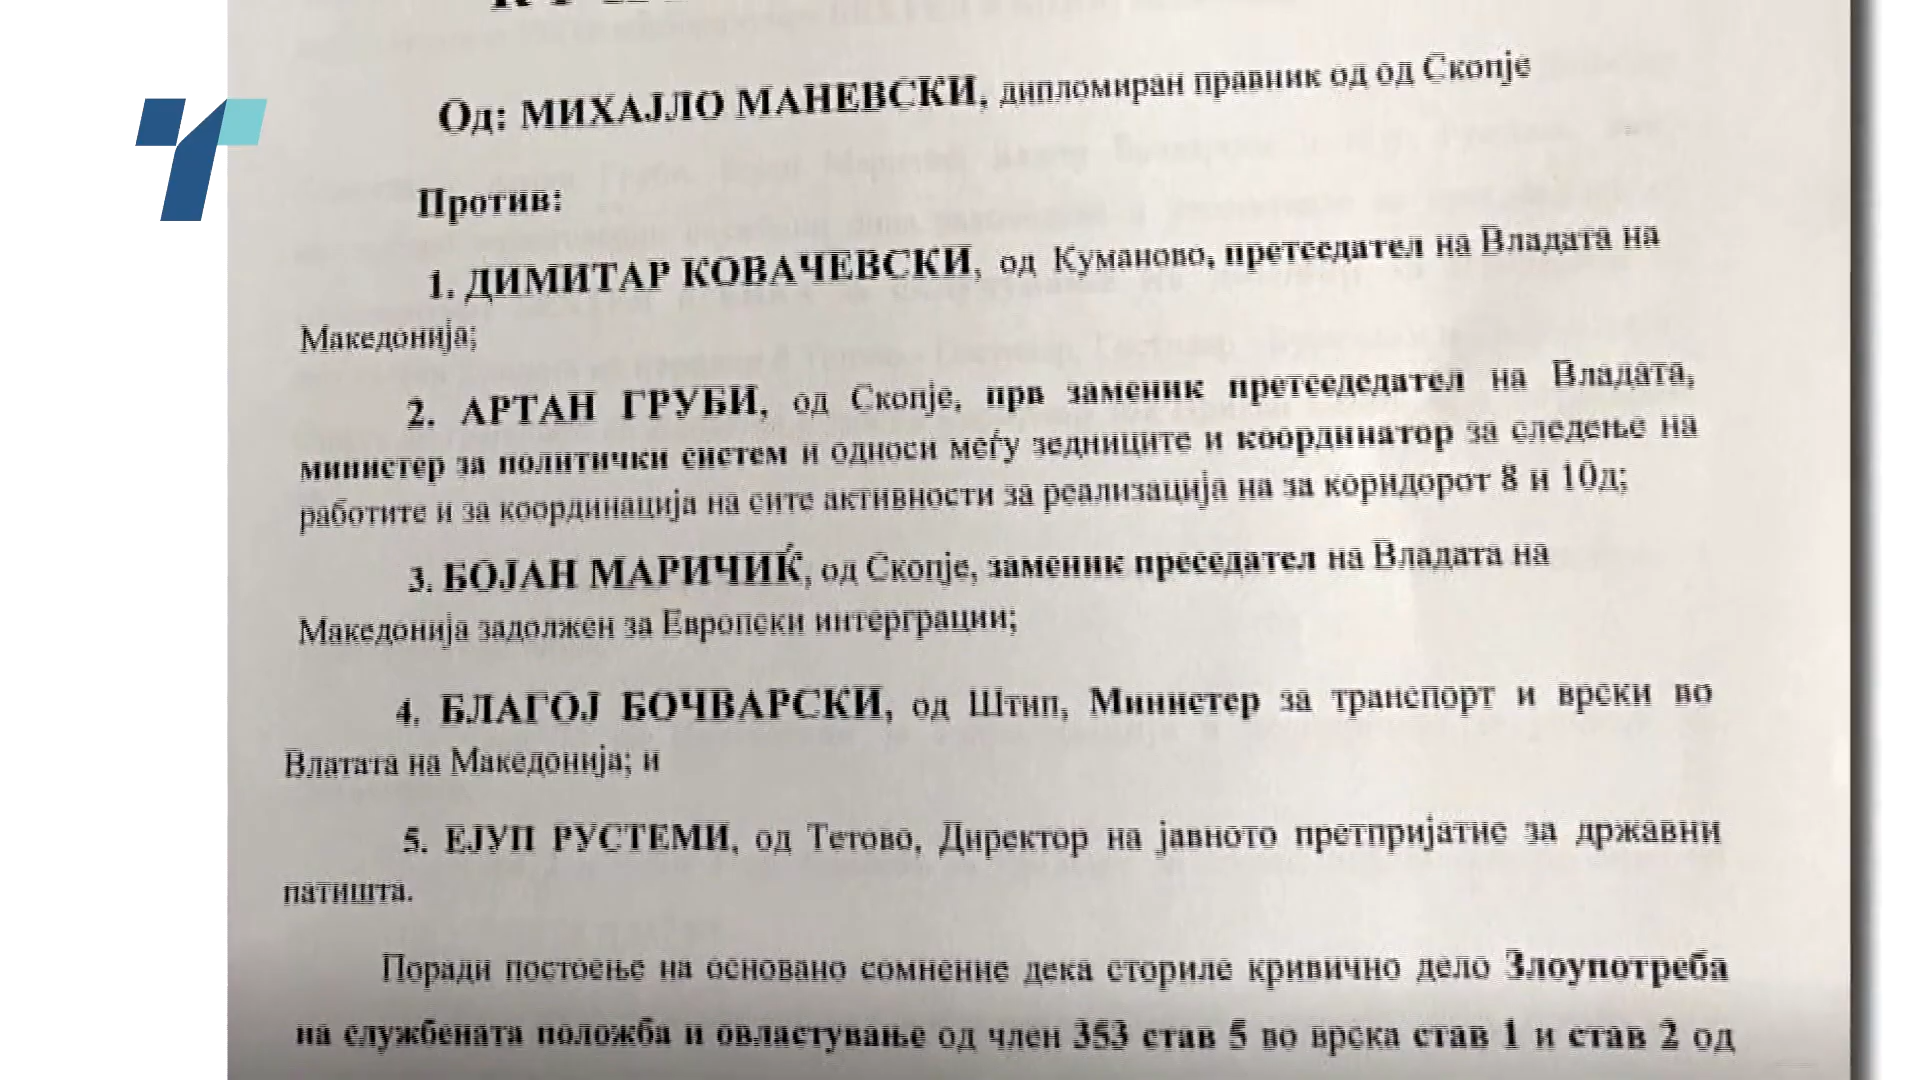 Од: МИХАЈЛО МАНЕВСКИ, дипломиран правник од од Скопје
Против:
1. ДИМИТАР КОВАЧЕВСКИ, од Куманово, претседател на Владата на
Македонија;
2. АРТАН ГРУБИ, од Скопје, прв заменик претседедател на Владата,
министер за политички систем и односи меѓу зедниците и координатор за следење на
работите и за координација на сите активности за реализација на за коридорот 8 и 10д;
3. БОЈАН МАРИЧИЌ, од Скопје, заменик преседател на Владата на
Македонија задолжен за Европски интерграции;
4. БЛАГОЈ БОЧВАРСКИ, од Штип, Министер за транспорт и врски во
Влатата на Македонија; и
5. ЕЈУП РУСТЕМИ, од Тетово, Директор на јавното претпријатие за државни
патишта.
Поради постоење на основано сомнение дека сториле кривично дело Злоупотреба
на службената положба и овластување од член 353 став 5 во врска став 1 и став 2 од